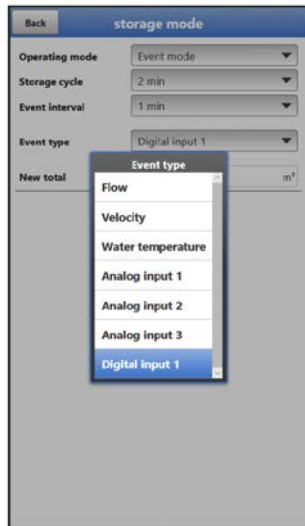 Back storage mode
Operating mode Event mode
Storage cycle 2 min
Event interval 1 min
Event type Digital input 1
Event type
New total m³
Flow
Velocity
Water temperature
Analog input 1
Analog input 2
Analog input 3
Digital input 1